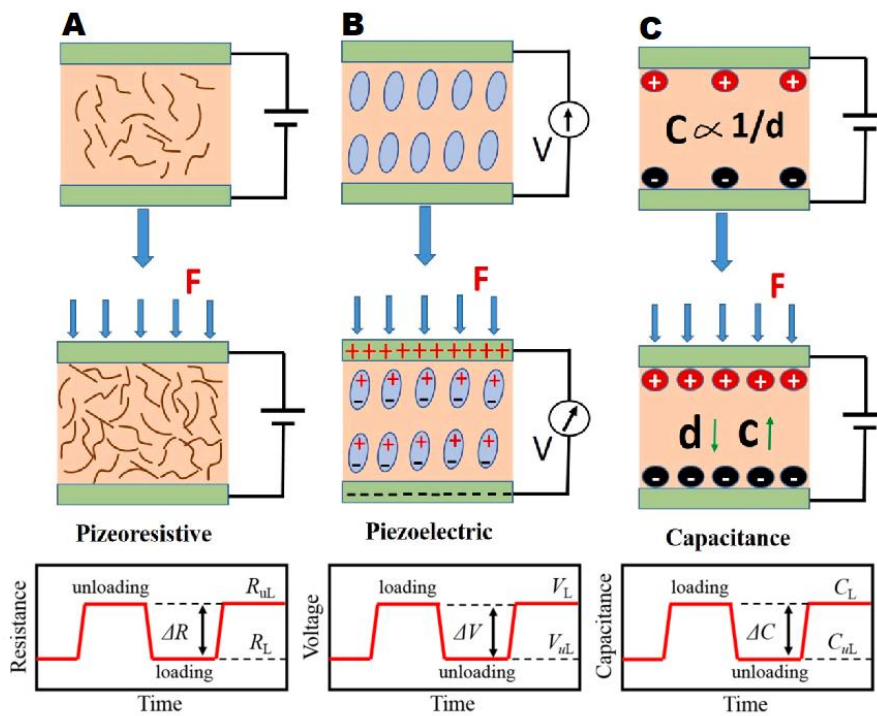 A
B
C
V
+ + +
C ∝ 1/d
- - -
F
F
F
+++++++++
+ + + + +
- - - - -
+ + + + +
- - - - -
V
----------
+ + + + +
d↓ C↑
- - - - -
Pizeoresistive
Piezoelectric
Capacitance
Resistance
unloading
R_uL
ΔR
R_L
loading
Time
Voltage
loading
V_L
ΔV
V_uL
unloading
Time
Capacitance
loading
C_L
ΔC
C_uL
unloading
Time